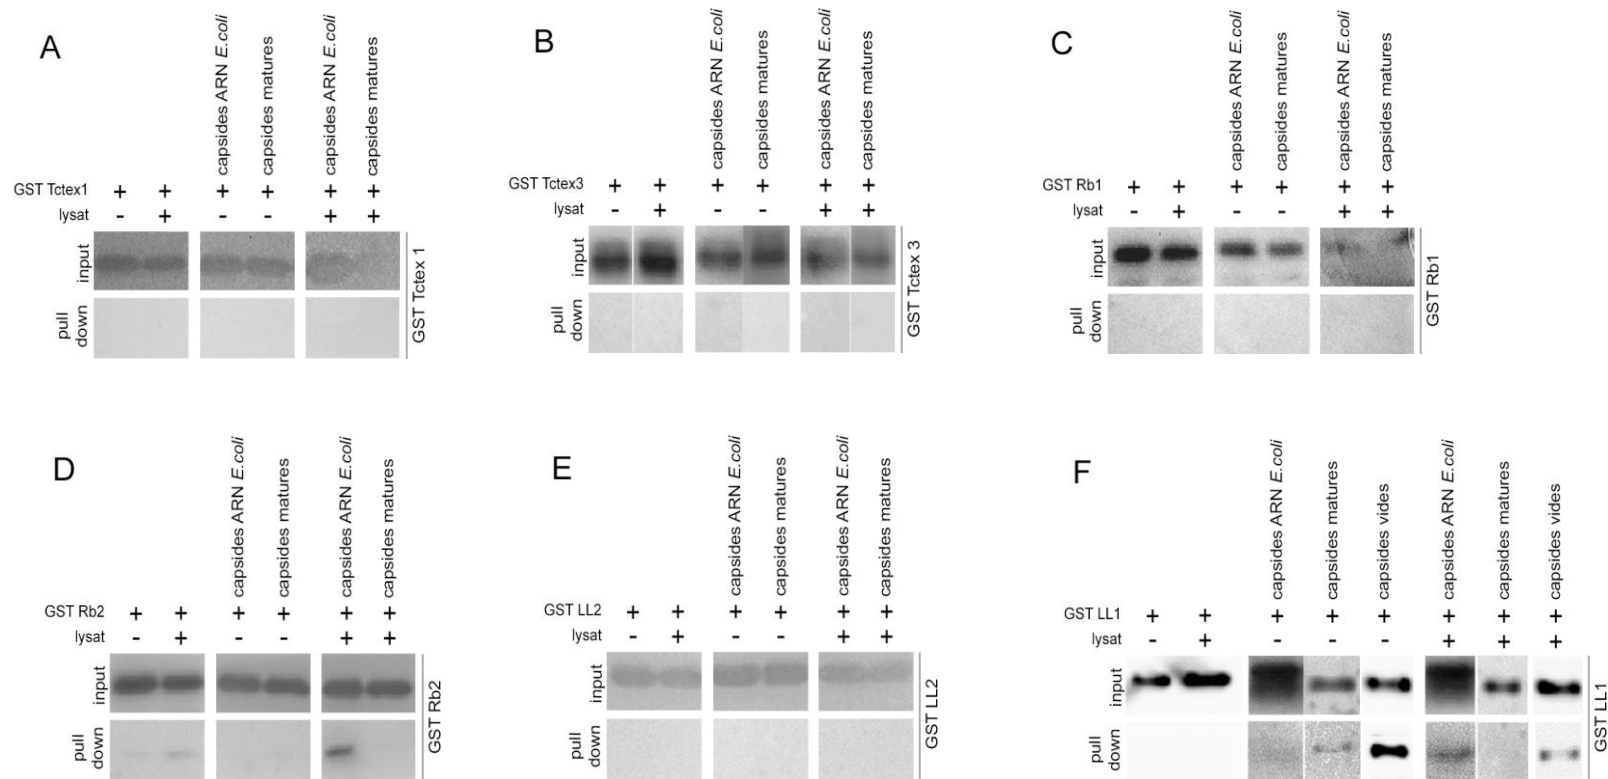 A
capsides ARN E.coli
capsides matures
capsides ARN E.coli
capsides matures
GST Tctex1 + + + + + +
lysat - + - - + +
input
pull down
GST Tctex 1
B
capsides ARN E.coli
capsides matures
capsides ARN E.coli
capsides matures
GST Tctex3 + + + + + +
lysat - + - - + +
input
pull down
GST Tctex 3
C
capsides ARN E.coli
capsides matures
capsides ARN E.coli
capsides matures
GST Rb1 + + + + + +
lysat - + - - + +
input
pull down
GST Rb1
D
capsides ARN E.coli
capsides matures
capsides ARN E.coli
capsides matures
GST Rb2 + + + + + +
lysat - + - - + +
input
pull down
GST Rb2
E
capsides ARN E.coli
capsides matures
capsides ARN E.coli
capsides matures
GST LL2 + + + + + +
lysat - + - - + +
input
pull down
GST LL2
F
capsides ARN E.coli
capsides matures
capsides vides
capsides ARN E.coli
capsides matures
capsides vides
GST LL1 + + + + + + + +
lysat - + - - - + + +
input
pull down
GST LL1